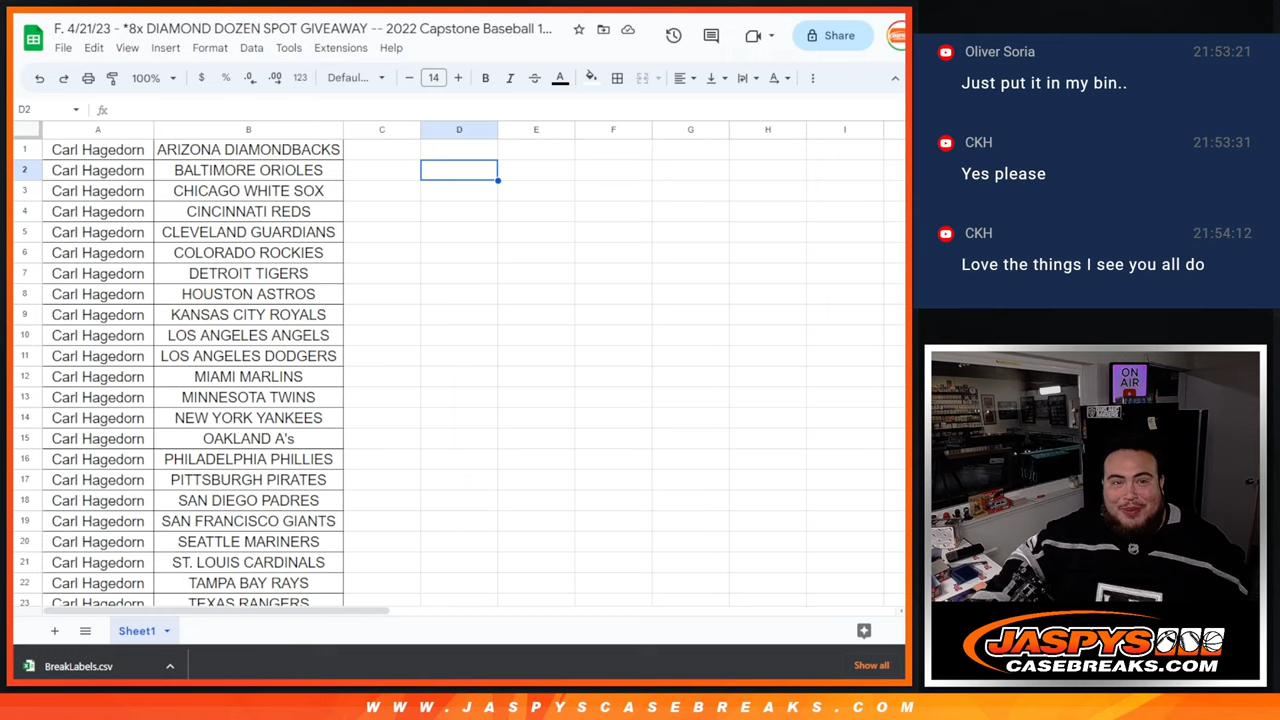 F. 4/21/23 - *8x DIAMOND DOZEN SPOT GIVEAWAY -- 2022 Capstone Baseball 1...
File Edit View Insert Format Data Tools Extensions Help
Share
100% $ % .0 .00 123 Defaul... 14 B I A
D2 fx
A B C D E F G H I
1 Carl Hagedorn ARIZONA DIAMONDBACKS
2 Carl Hagedorn BALTIMORE ORIOLES
3 Carl Hagedorn CHICAGO WHITE SOX
4 Carl Hagedorn CINCINNATI REDS
5 Carl Hagedorn CLEVELAND GUARDIANS
6 Carl Hagedorn COLORADO ROCKIES
7 Carl Hagedorn DETROIT TIGERS
8 Carl Hagedorn HOUSTON ASTROS
9 Carl Hagedorn KANSAS CITY ROYALS
10 Carl Hagedorn LOS ANGELES ANGELS
11 Carl Hagedorn LOS ANGELES DODGERS
12 Carl Hagedorn MIAMI MARLINS
13 Carl Hagedorn MINNESOTA TWINS
14 Carl Hagedorn NEW YORK YANKEES
15 Carl Hagedorn OAKLAND A's
16 Carl Hagedorn PHILADELPHIA PHILLIES
17 Carl Hagedorn PITTSBURGH PIRATES
18 Carl Hagedorn SAN DIEGO PADRES
19 Carl Hagedorn SAN FRANCISCO GIANTS
20 Carl Hagedorn SEATTLE MARINERS
21 Carl Hagedorn ST. LOUIS CARDINALS
22 Carl Hagedorn TAMPA BAY RAYS
23 Carl Hagedorn TEXAS RANGERS
Sheet1
BreakLabels.csv
Show all
Oliver Soria 21:53:21
Just put it in my bin..
CKH 21:53:31
Yes please
CKH 21:54:12
Love the things I see you all do
ON
AIR
JASPYS
CASEBREAKS.COM
WWW.JASPYSCASEBREAKS.COM